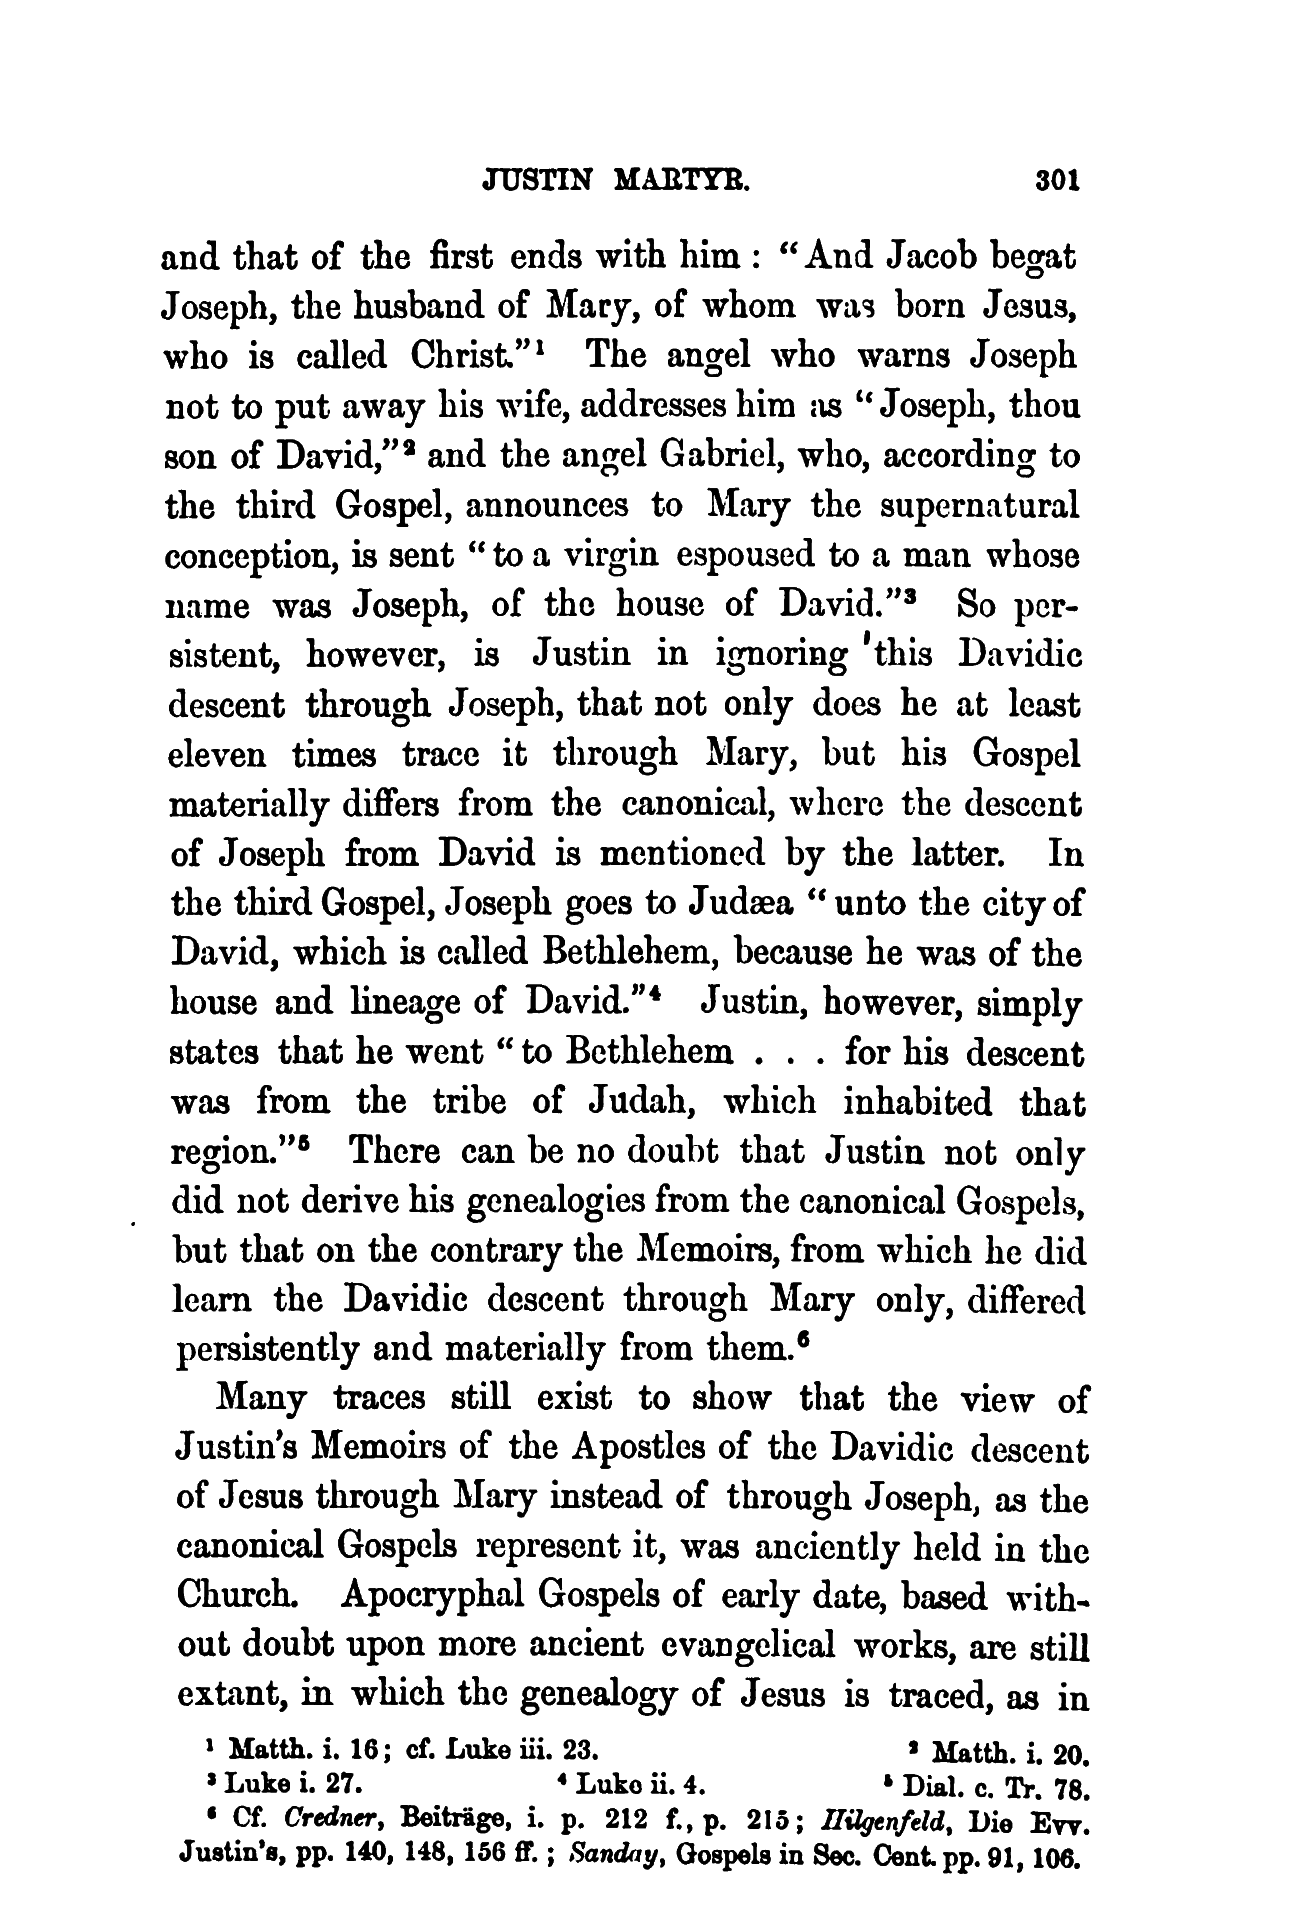 JUSTIN MARTYR. 301
and that of the first ends with him : “And Jacob begat
Joseph, the husband of Mary, of whom was born Jesus,
who is called Christ.”¹ The angel who warns Joseph
not to put away his wife, addresses him as “Joseph, thou
son of David,”² and the angel Gabriel, who, according to
the third Gospel, announces to Mary the supernatural
conception, is sent “to a virgin espoused to a man whose
name was Joseph, of the house of David.”³ So per-
sistent, however, is Justin in ignoring 'this Davidic
descent through Joseph, that not only does he at least
eleven times trace it through Mary, but his Gospel
materially differs from the canonical, where the descent
of Joseph from David is mentioned by the latter. In
the third Gospel, Joseph goes to Judæa “unto the city of
David, which is called Bethlehem, because he was of the
house and lineage of David.”⁴ Justin, however, simply
states that he went “to Bethlehem . . . for his descent
was from the tribe of Judah, which inhabited that
region.”⁵ There can be no doubt that Justin not only
did not derive his genealogies from the canonical Gospels,
but that on the contrary the Memoirs, from which he did
learn the Davidic descent through Mary only, differed
persistently and materially from them.⁶
Many traces still exist to show that the view of
Justin’s Memoirs of the Apostles of the Davidic descent
of Jesus through Mary instead of through Joseph, as the
canonical Gospels represent it, was anciently held in the
Church. Apocryphal Gospels of early date, based with-
out doubt upon more ancient evangelical works, are still
extant, in which the genealogy of Jesus is traced, as in
¹ Matth. i. 16; cf. Luke iii. 23. ² Matth. i. 20.
³ Luke i. 27. ⁴ Luke ii. 4. ⁵ Dial. c. Tr. 78.
⁶ Cf. Credner, Beiträge, i. p. 212 f., p. 215; Hilgenfeld, Die Evv.
Justin’s, pp. 140, 148, 156 ff. ; Sanday, Gospels in Sec. Cent. pp. 91, 106.